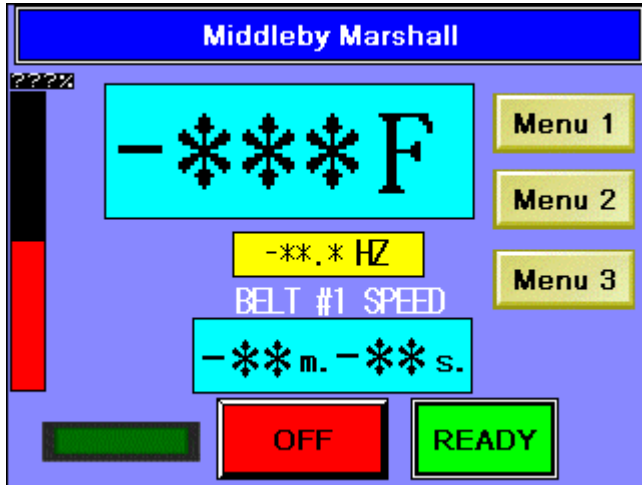 Middleby Marshall
???%
-***F
Menu 1
Menu 2
-**.* HZ
Menu 3
BELT #1 SPEED
-**m.-**s.
OFF
READY